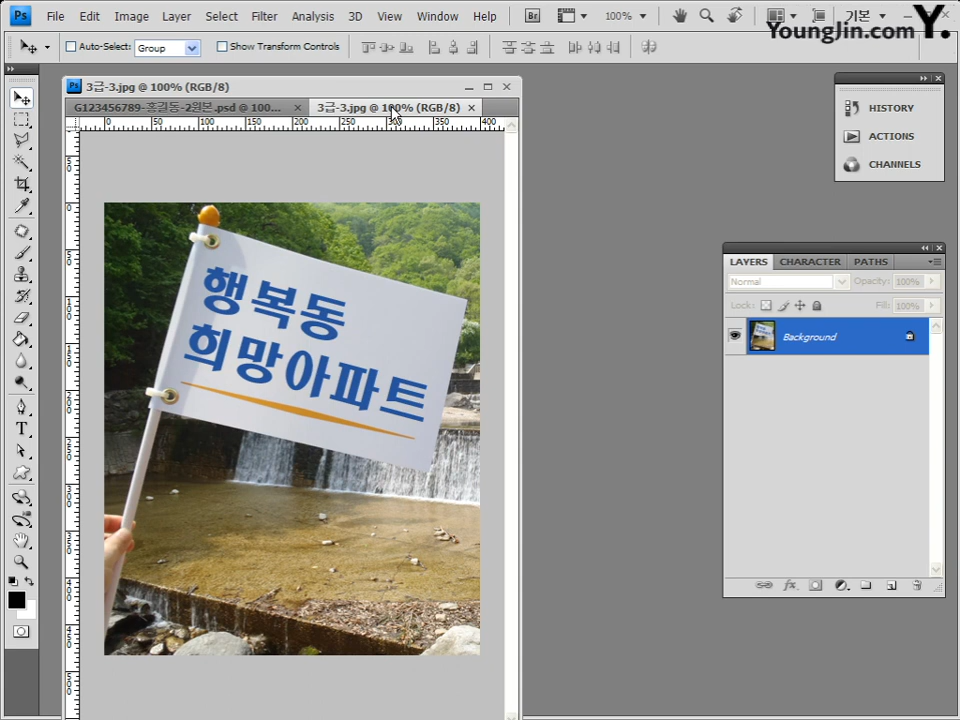 Ps File Edit Image Layer Select Filter Analysis 3D View Window Help Br 100% 기본
YoungJin.com Y.
Auto-Select: Group Show Transform Controls
Ps 3급-3.jpg @ 100% (RGB/8)
G123456789-홍길동-2원본.psd @ 100... 3급-3.jpg @ 100% (RGB/8)
0 50 100 150 200 250 300 350 400
HISTORY
ACTIONS
CHANNELS
행복동
희망아파트
LAYERS CHARACTER PATHS
Normal Opacity: 100%
Lock: Fill: 100%
Background